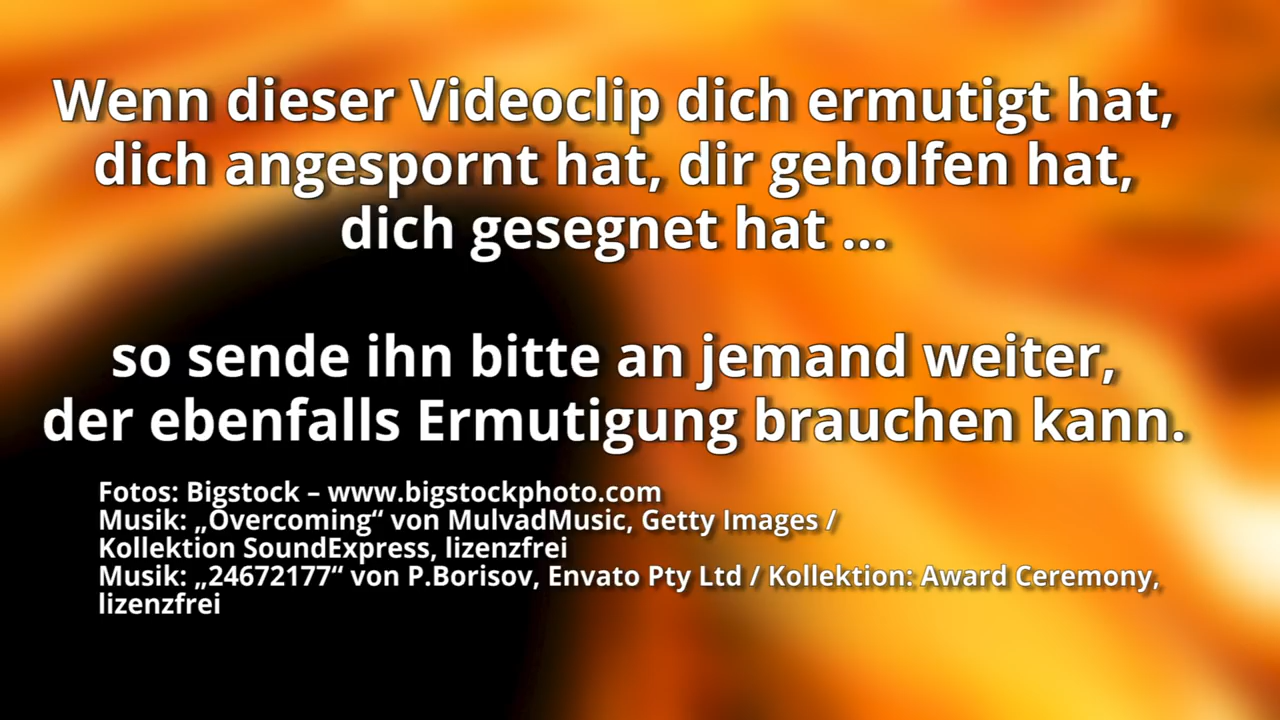 Wenn dieser Videoclip dich ermutigt hat,
dich angespornt hat, dir geholfen hat,
dich gesegnet hat ...
so sende ihn bitte an jemand weiter,
der ebenfalls Ermutigung brauchen kann.
Fotos: Bigstock – www.bigstockphoto.com
Musik: „Overcoming“ von MulvadMusic, Getty Images /
Kollektion SoundExpress, lizenzfrei
Musik: „24672177“ von P.Borisov, Envato Pty Ltd / Kollektion: Award Ceremony,
lizenzfrei